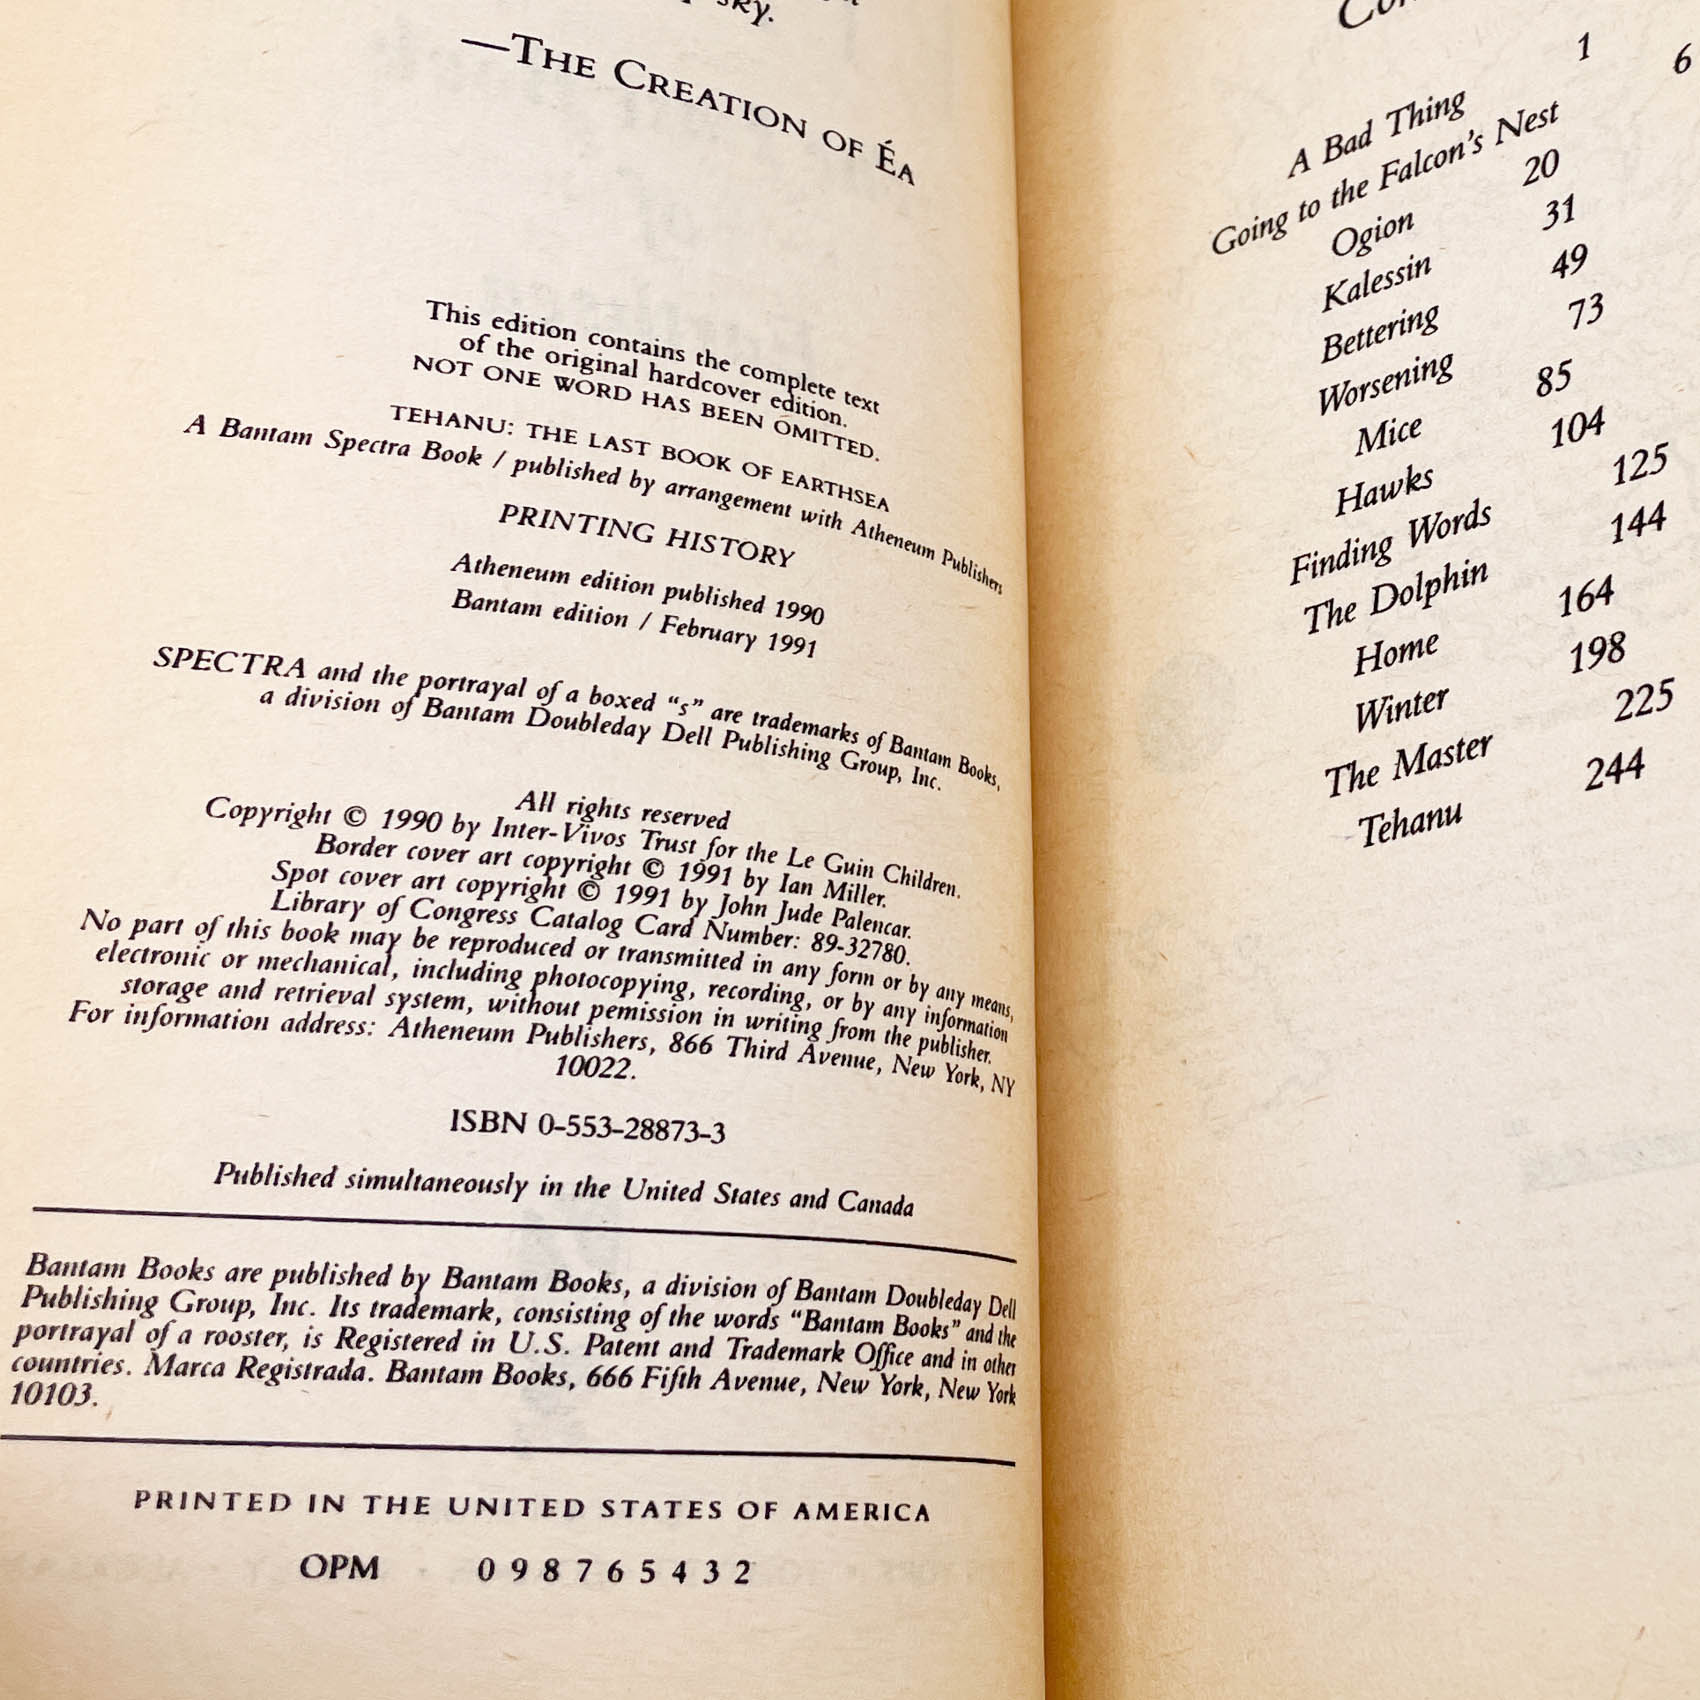 sky.
—THE CREATION OF ÉA
This edition contains the complete text
of the original hardcover edition.
NOT ONE WORD HAS BEEN OMITTED.
TEHANU: THE LAST BOOK OF EARTHSEA
A Bantam Spectra Book / published by arrangement with Atheneum Publishers
PRINTING HISTORY
Atheneum edition published 1990
Bantam edition / February 1991
SPECTRA and the portrayal of a boxed “s” are trademarks of Bantam Books,
a division of Bantam Doubleday Dell Publishing Group, Inc.
All rights reserved
Copyright © 1990 by Inter-Vivos Trust for the Le Guin Children.
Border cover art copyright © 1991 by Ian Miller.
Spot cover art copyright © 1991 by John Jude Palencar.
Library of Congress Catalog Card Number: 89-32780.
No part of this book may be reproduced or transmitted in any form or by any means,
electronic or mechanical, including photocopying, recording, or by any information
storage and retrieval system, without pemission in writing from the publisher.
For information address: Atheneum Publishers, 866 Third Avenue, New York, NY
10022.
ISBN 0-553-28873-3
Published simultaneously in the United States and Canada
Bantam Books are published by Bantam Books, a division of Bantam Doubleday Dell
Publishing Group, Inc. Its trademark, consisting of the words “Bantam Books” and the
portrayal of a rooster, is Registered in U.S. Patent and Trademark Office and in other
countries. Marca Registrada. Bantam Books, 666 Fifth Avenue, New York, New York
10103.
PRINTED IN THE UNITED STATES OF AMERICA
OPM 0 9 8 7 6 5 4 3 2
A Bad Thing 1
Going to the Falcon’s Nest 6
Ogion 20
Kalessin 31
Bettering 49
Worsening 73
Mice 85
Hawks 104
Finding Words 125
The Dolphin 144
Home 164
Winter 198
The Master 225
Tehanu 244